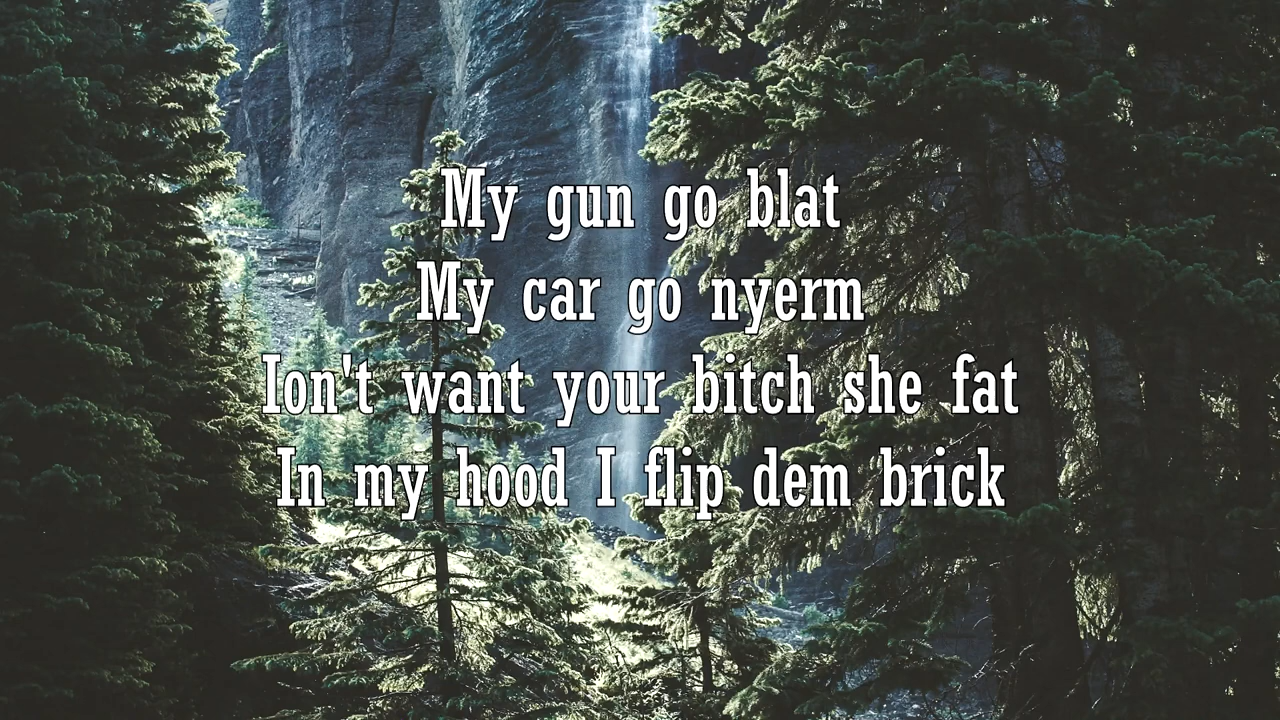 My gun go blat
My car go nyerm
Ion't want your bitch she fat
In my hood I flip dem brick